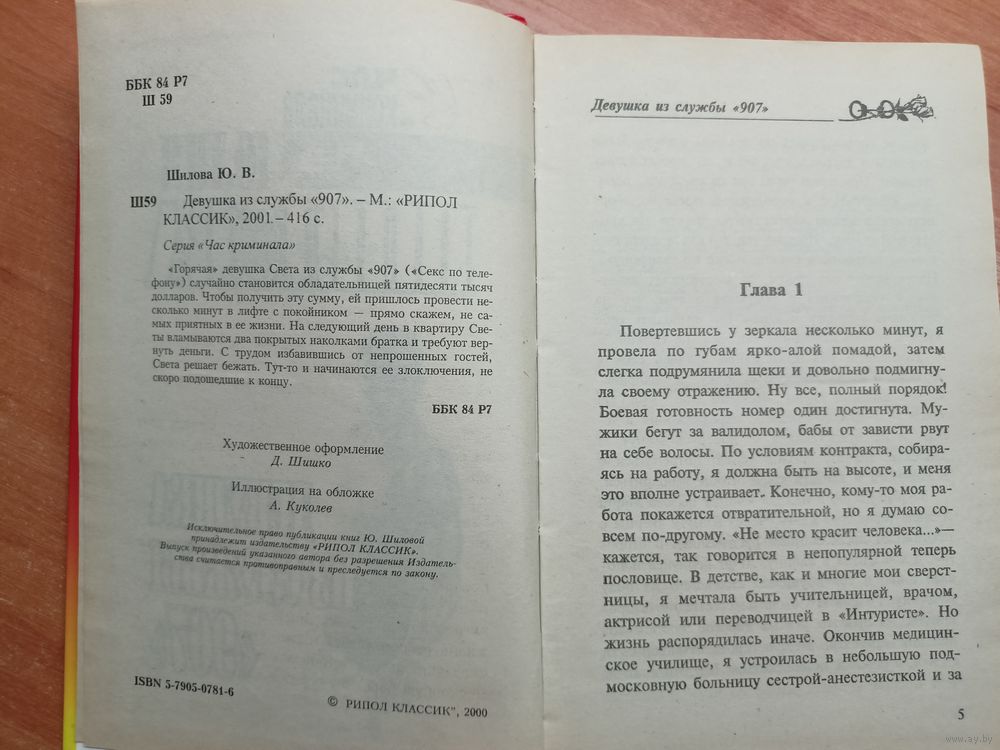 ББК 84 Р7
Ш 59
Шилова Ю. В.
Ш59 Девушка из службы «907». – М.: «РИПОЛ
КЛАССИК», 2001. – 416 с.
Серия «Час криминала»
«Горячая» девушка Света из службы «907» («Секс по теле-
фону») случайно становится обладательницей пятидесяти тысяч
долларов. Чтобы получить эту сумму, ей пришлось провести не-
сколько минут в лифте с покойником — прямо скажем, не са-
мых приятных в ее жизни. На следующий день в квартиру Све-
ты вламываются два покрытых наколками братка и требуют вер-
нуть деньги. С трудом избавившись от непрошенных гостей,
Света решает бежать. Тут-то и начинаются ее злоключения, не
скоро подошедшие к концу.
ББК 84 Р7
Художественное оформление
Д. Шишко
Иллюстрация на обложке
А. Куколев
Исключительное право публикации книг Ю. Шиловой
принадлежит издательству «РИПОЛ КЛАССИК».
Выпуск произведений указанного автора без разрешения Издатель-
ства считается противоправным и преследуется по закону.
ISBN 5-7905-0781-6
© РИПОЛ КЛАССИК", 2000
Девушка из службы «907»
Глава 1
Повертевшись у зеркала несколько минут, я
провела по губам ярко-алой помадой, затем
слегка подрумянила щеки и довольно подмигну-
ла своему отражению. Ну все, полный порядок!
Боевая готовность номер один достигнута. Му-
жики бегут за валидолом, бабы от зависти рвут
на себе волосы. По условиям контракта, собира-
ясь на работу, я должна быть на высоте, и меня
это вполне устраивает. Конечно, кому-то моя ра-
бота покажется отвратительной, но я думаю со-
всем по-другому. «Не место красит человека...»—
кажется, так говорится в непопулярной теперь
пословице. В детстве, как и многие мои сверст-
ницы, я мечтала быть учительницей, врачом,
актрисой или переводчицей в «Интуристе». Но
жизнь распорядилась иначе. Окончив медицин-
ское училище, я устроилась в небольшую под-
московную больницу сестрой-анестезисткой и за
5
www.ay.by